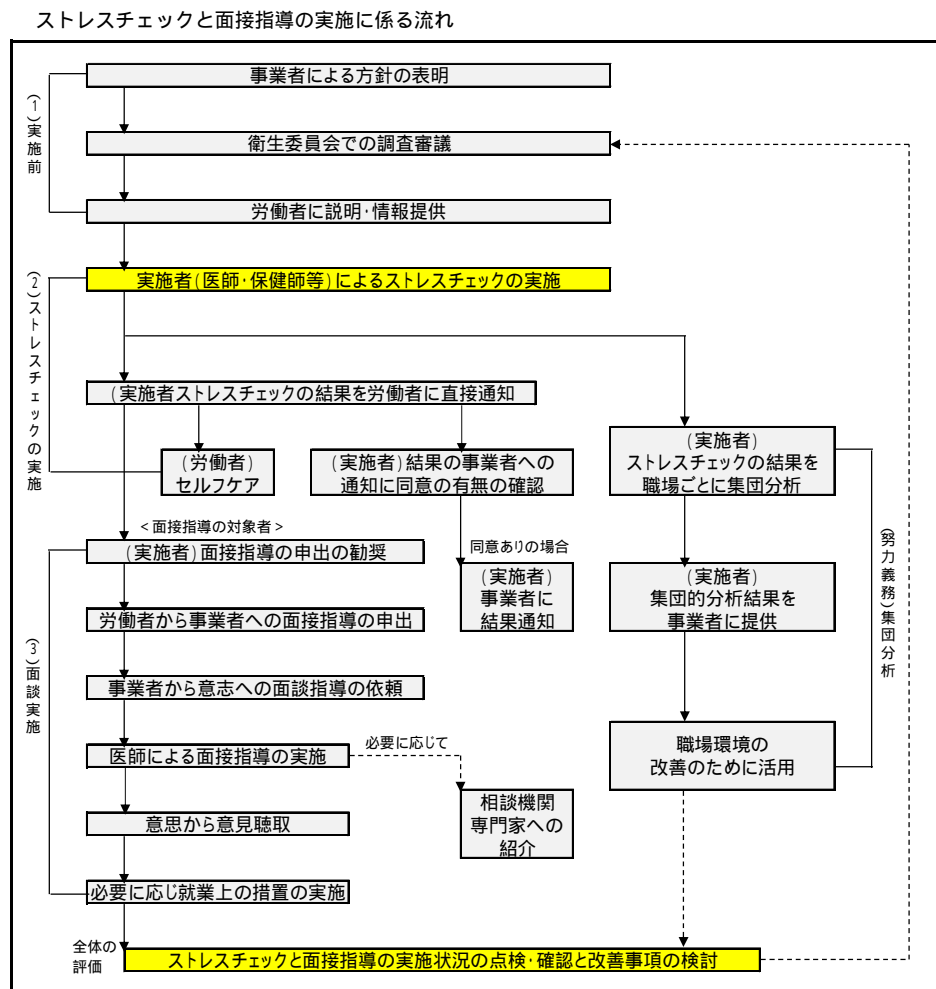 ストレスチェックと面接指導の実施に係る流れ
(1)実施前
事業者による方針の表明
衛生委員会での調査審議
労働者に説明・情報提供
(2)ストレスチェックの実施
実施者(医師・保健師等)によるストレスチェックの実施
(実施者ストレスチェックの結果を労働者に直接通知
(労働者)
セルフケア
(実施者)結果の事業者への
通知に同意の有無の確認
(実施者)
ストレスチェックの結果を
職場ごとに集団分析
<面接指導の対象者>
(3)面談実施
(実施者)面接指導の申出の勧奨
同意ありの場合
(実施者)
事業者に
結果通知
(実施者)
集団的分析結果を
事業者に提供
(努力義務)集団分析
労働者から事業者への面接指導の申出
事業者から意志への面談指導の依頼
医師による面接指導の実施
必要に応じて
相談機関
専門家への
紹介
職場環境の
改善のために活用
意思から意見聴取
必要に応じ就業上の措置の実施
全体の
評価
ストレスチェックと面接指導の実施状況の点検・確認と改善事項の検討